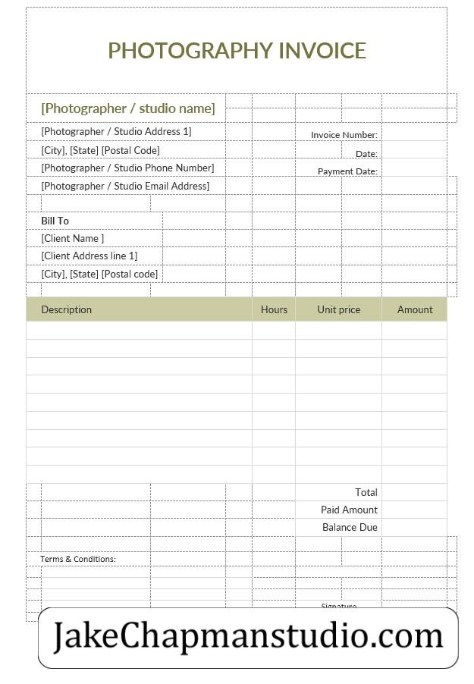 PHOTOGRAPHY INVOICE
[Photographer / studio name]
[Photographer / Studio Address 1]
Invoice Number:
[City], [State] [Postal Code]
Date:
[Photographer / Studio Phone Number]
Payment Date:
[Photographer / Studio Email Address]
Bill To
[Client Name ]
[Client Address line 1]
[City], [State] [Postal code]
Description Hours Unit price Amount
Total
Paid Amount
Balance Due
Terms & Conditions:
Signature
JakeChapmanstudio.com